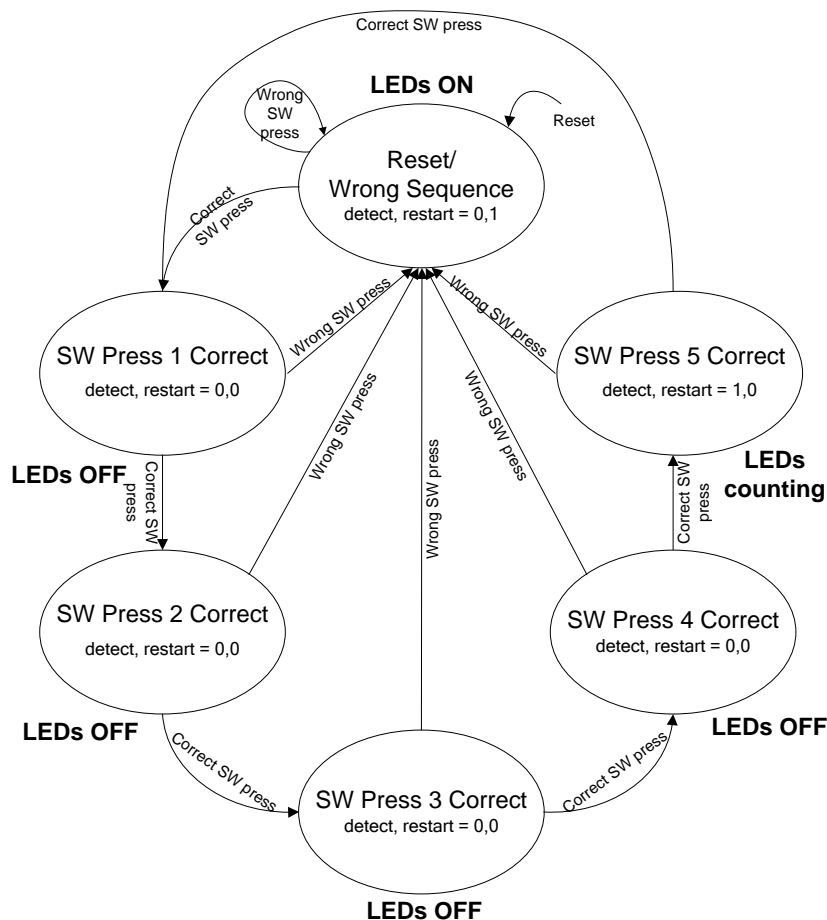 Correct SW press
LEDs ON
Wrong
SW
press
Reset
Reset/
Wrong Sequence
detect, restart = 0,1
Correct
SW press
Wrong SW press
Wrong SW press
SW Press 1 Correct
detect, restart = 0,0
SW Press 5 Correct
detect, restart = 1,0
LEDs OFF
Correct SW
press
Wrong SW press
Wrong SW press
Wrong SW press
Correct SW
press
LEDs
counting
SW Press 2 Correct
detect, restart = 0,0
SW Press 4 Correct
detect, restart = 0,0
LEDs OFF
LEDs OFF
Correct SW press
Correct SW press
SW Press 3 Correct
detect, restart = 0,0
LEDs OFF